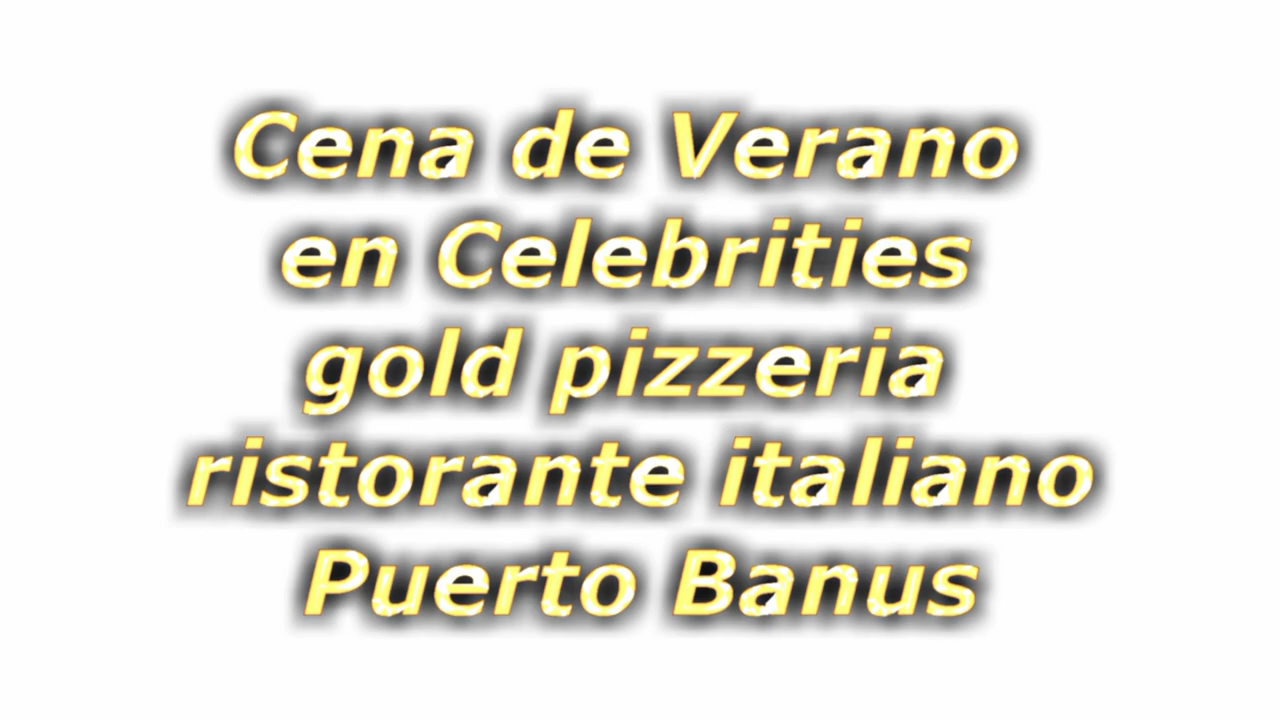 Cena de Verano
en Celebrities
gold pizzeria
ristorante italiano
Puerto Banus